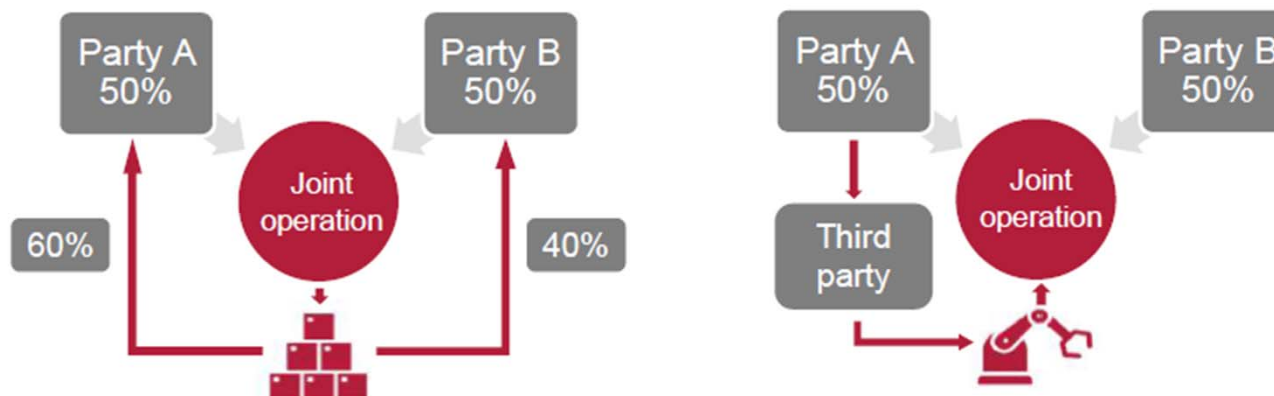 Party A
50%
Party B
50%
Joint
operation
60%
40%
Party A
50%
Party B
50%
Joint
operation
Third
party